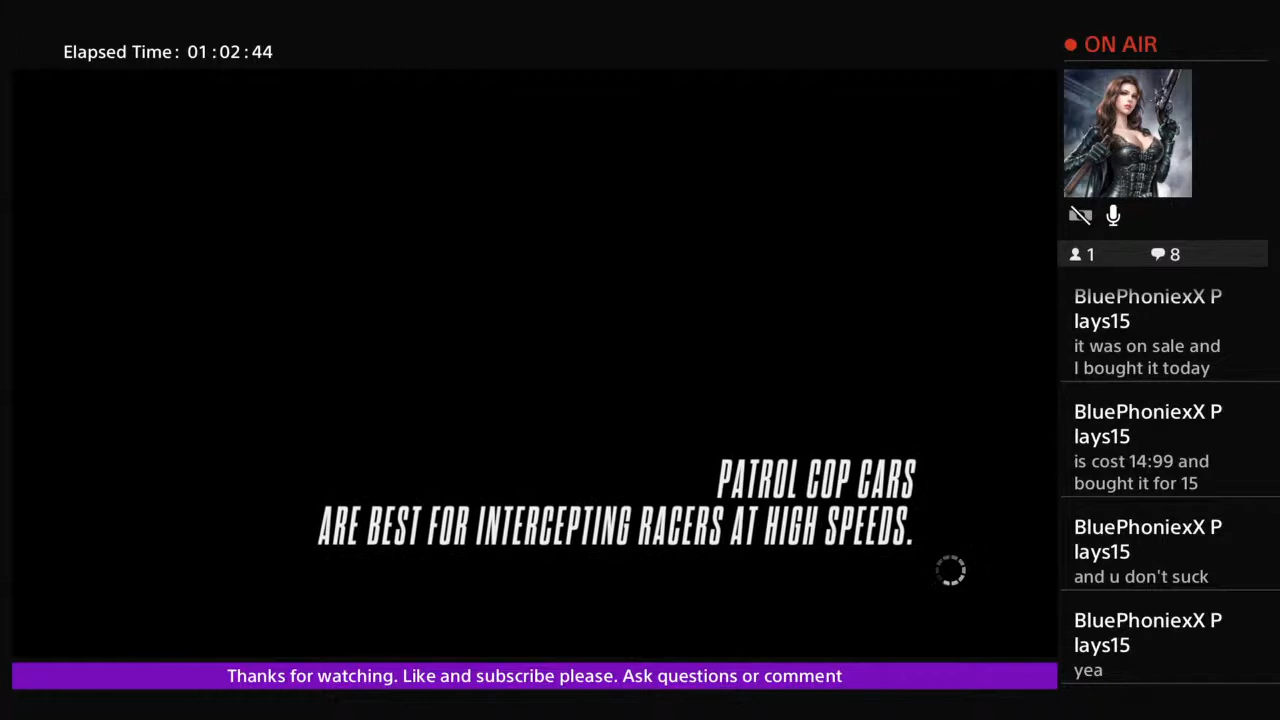 Elapsed Time: 01:02:44
ON AIR
1
8
BluePhoniexX P
lays15
it was on sale and
I bought it today
BluePhoniexX P
lays15
is cost 14:99 and
bought it for 15
BluePhoniexX P
lays15
and u don't suck
BluePhoniexX P
lays15
yea
PATROL COP CARS
ARE BEST FOR INTERCEPTING RACERS AT HIGH SPEEDS.
Thanks for watching. Like and subscribe please. Ask questions or comment